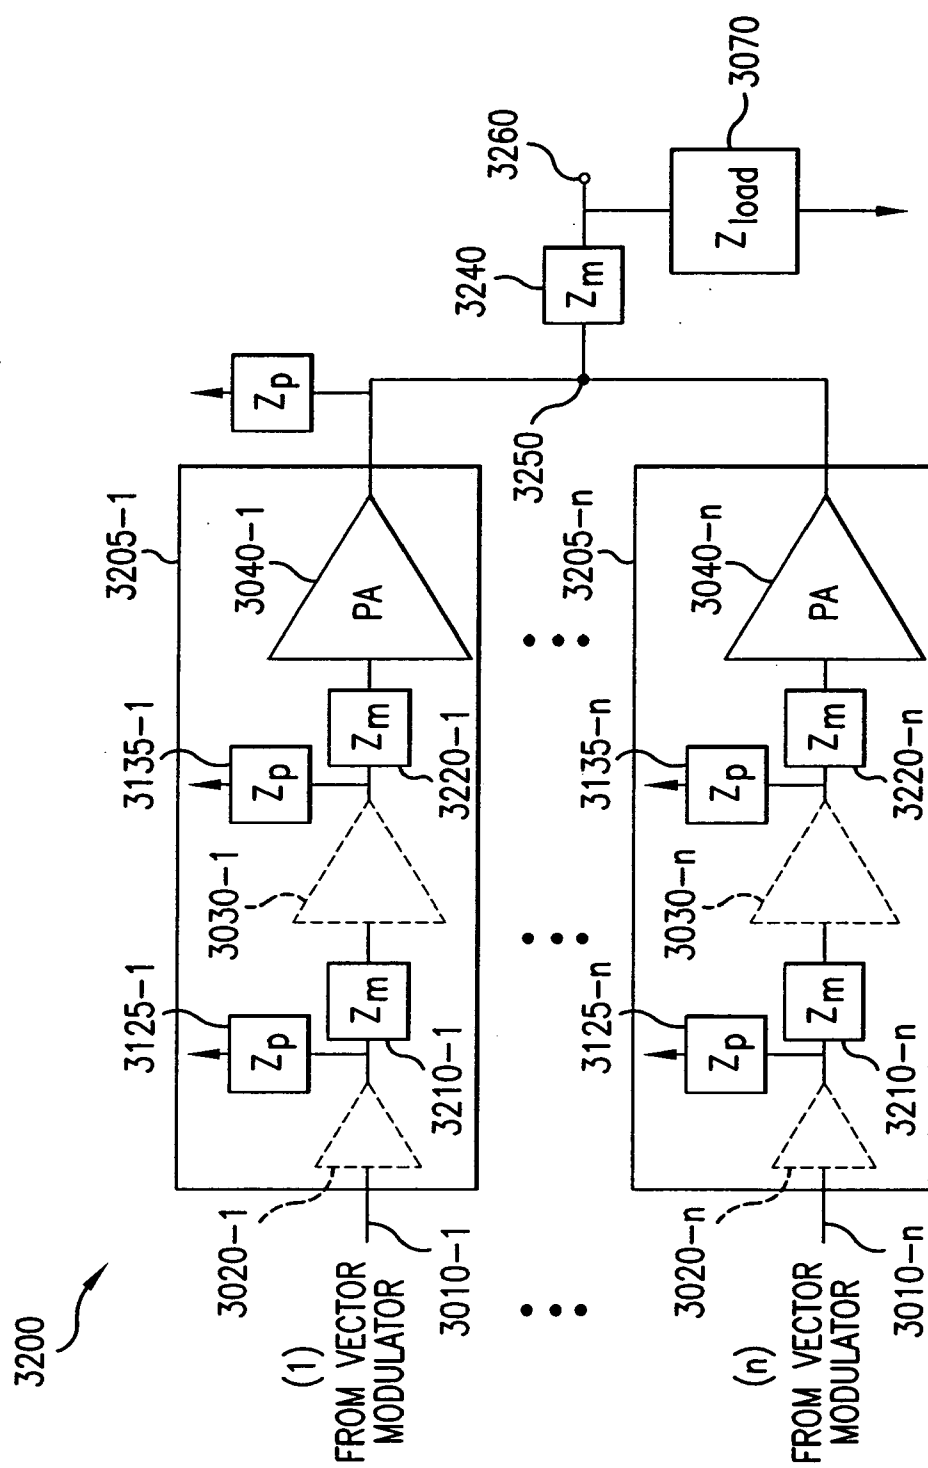 3200
3205-1
3125-1
3135-1
Zp
Zp
Zp
3030-1
3040-1
3020-1
Zm
Zm
PA
3210-1
3220-1
3010-1
(1)
FROM VECTOR
MODULATOR
3250
3240
Zm
3260
Zload
3070
3205-n
3125-n
3135-n
Zp
Zp
3030-n
3040-n
3020-n
Zm
Zm
PA
3210-n
3220-n
3010-n
(n)
FROM VECTOR
MODULATOR